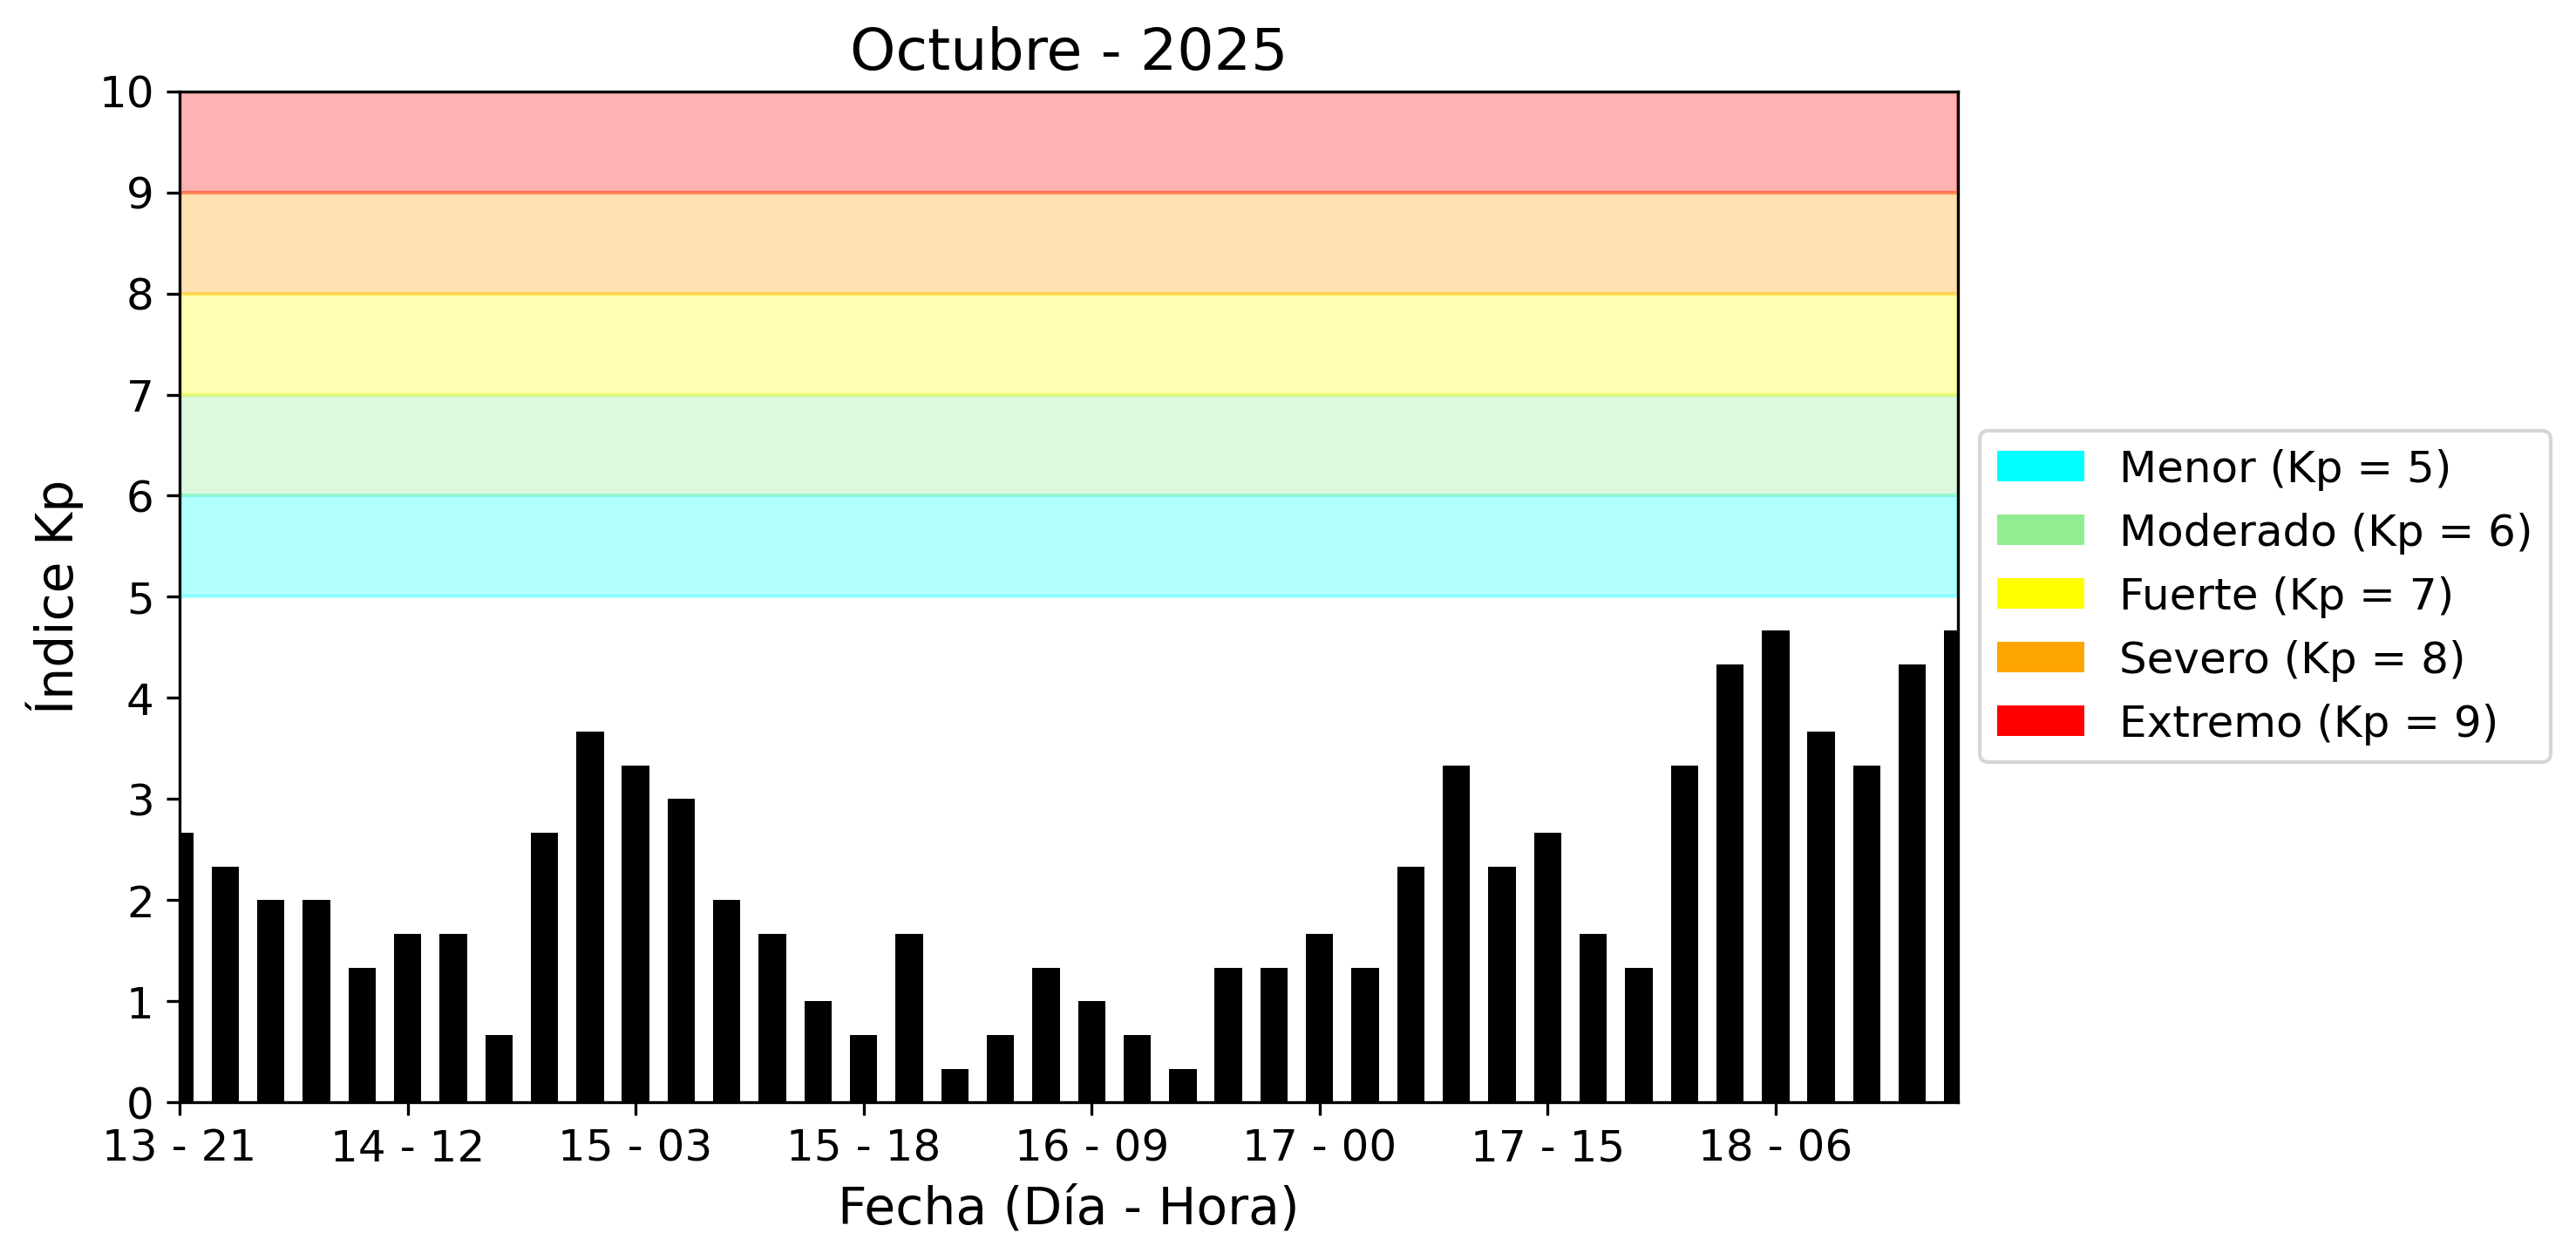 Octubre - 2025
10
9
8
7
6
5
4
3
2
1
0
Índice Kp
13 - 21
14 - 12
15 - 03
15 - 18
16 - 09
17 - 00
17 - 15
18 - 06
Fecha (Día - Hora)
Menor (Kp = 5)
Moderado (Kp = 6)
Fuerte (Kp = 7)
Severo (Kp = 8)
Extremo (Kp = 9)